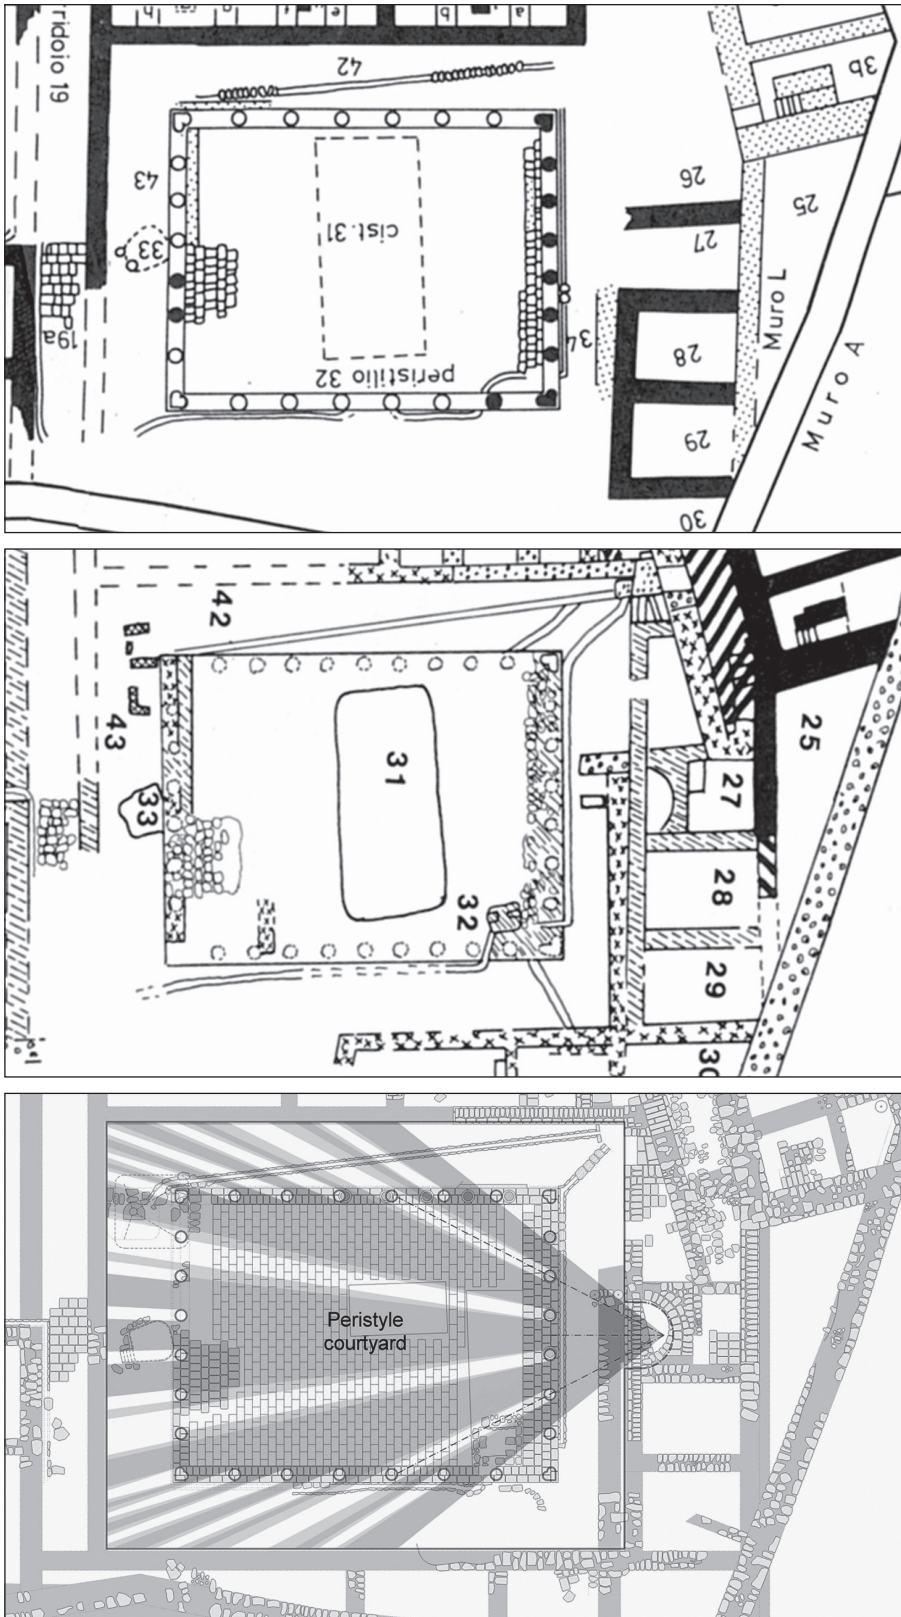 ridoio 19
h
g
e
b
a
42
3b
43
26
25
33
cist.31
27
19a
34
28
Muro L
peristilio 32
Muro A
29
30
42
43
25
31
27
33
28
32
29
30
Peristyle
courtyard